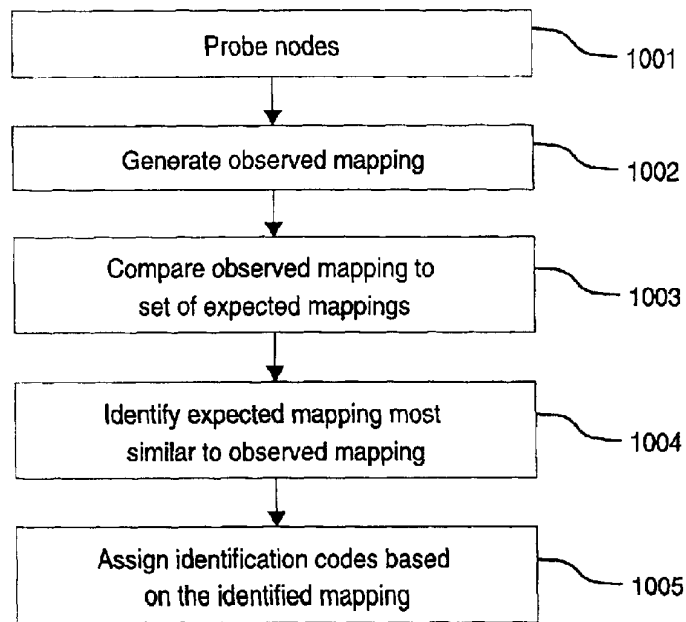 Probe nodes
1001
Generate observed mapping
1002
Compare observed mapping to
set of expected mappings
1003
Identify expected mapping most
similar to observed mapping
1004
Assign identification codes based
on the identified mapping
1005